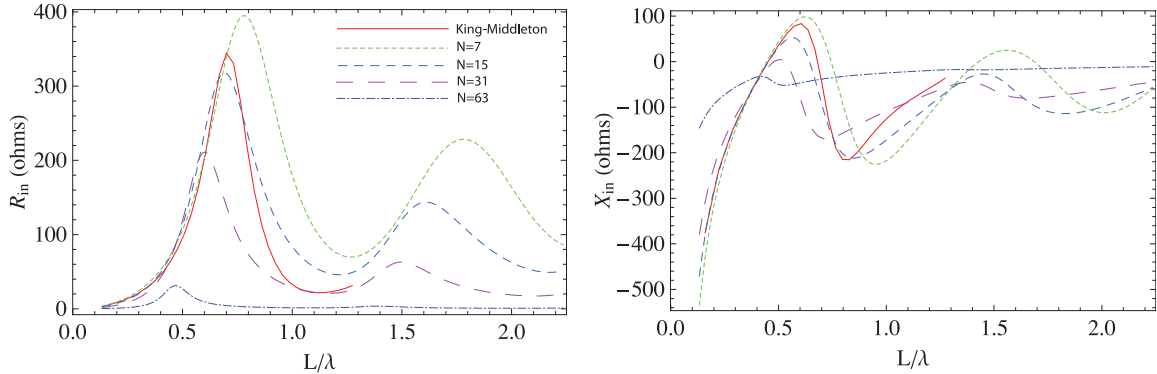 400
300
200
100
0
R_in (ohms)
0.0 0.5 1.0 1.5 2.0
L/λ
King-Middleton
N=7
N=15
N=31
N=63
100
0
−100
−200
−300
−400
−500
X_in (ohms)
0.0 0.5 1.0 1.5 2.0
L/λ